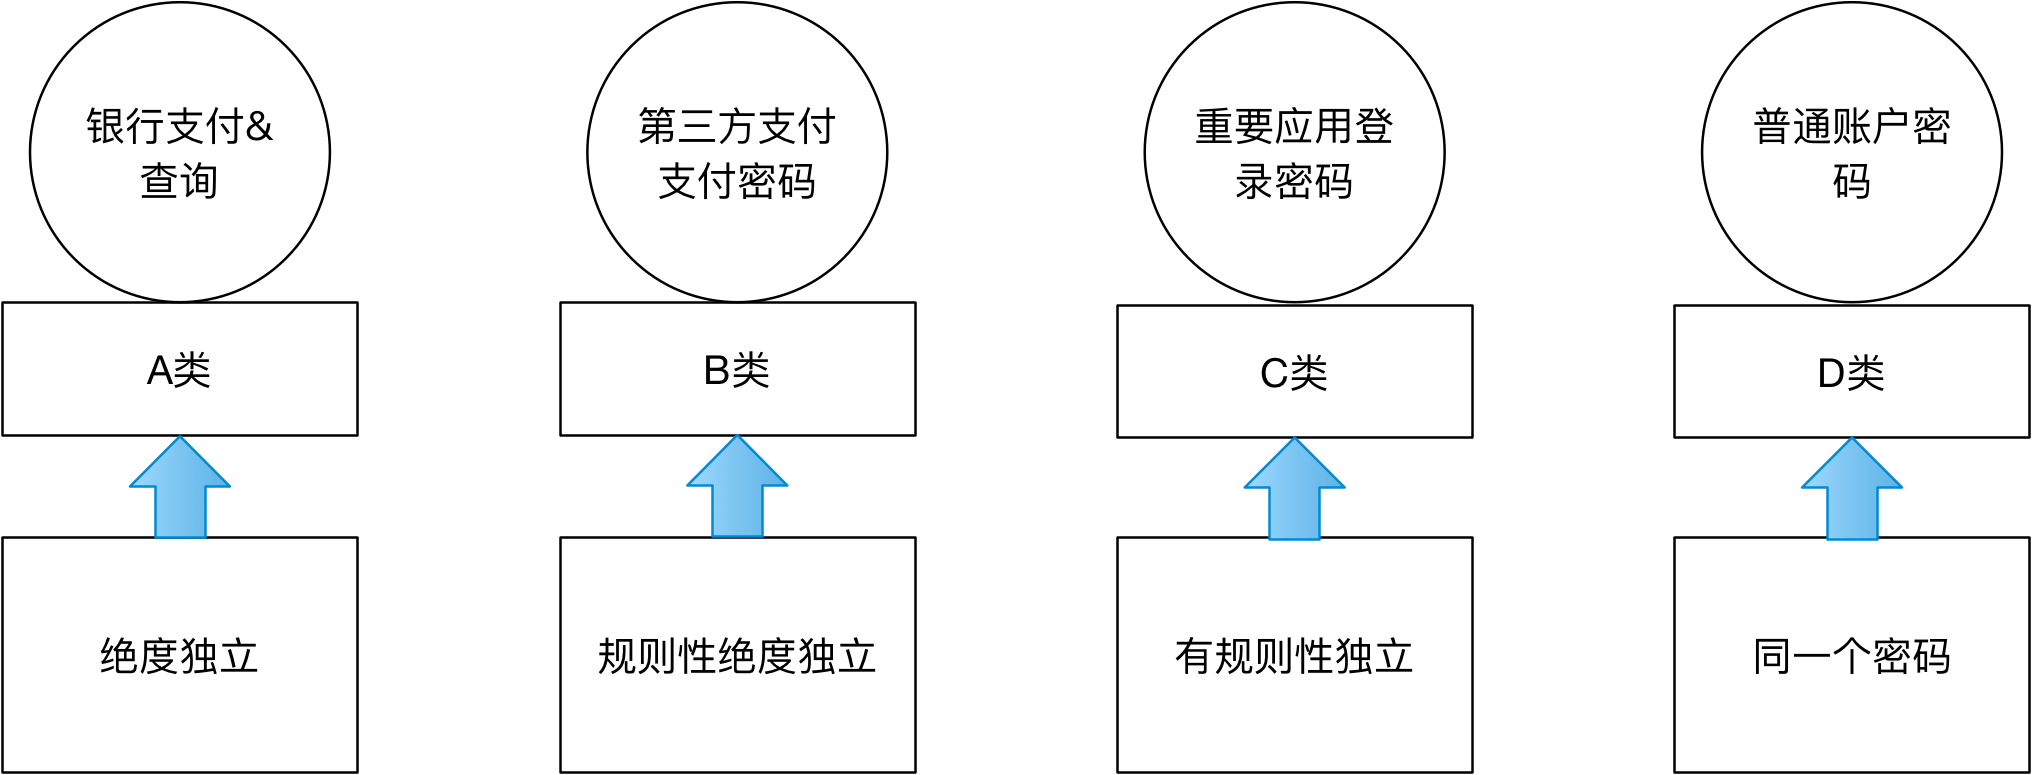 银行支付&
查询
第三方支付
支付密码
重要应用登
录密码
普通账户密
码
A类
B类
C类
D类
绝度独立
规则性绝度独立
有规则性独立
同一个密码